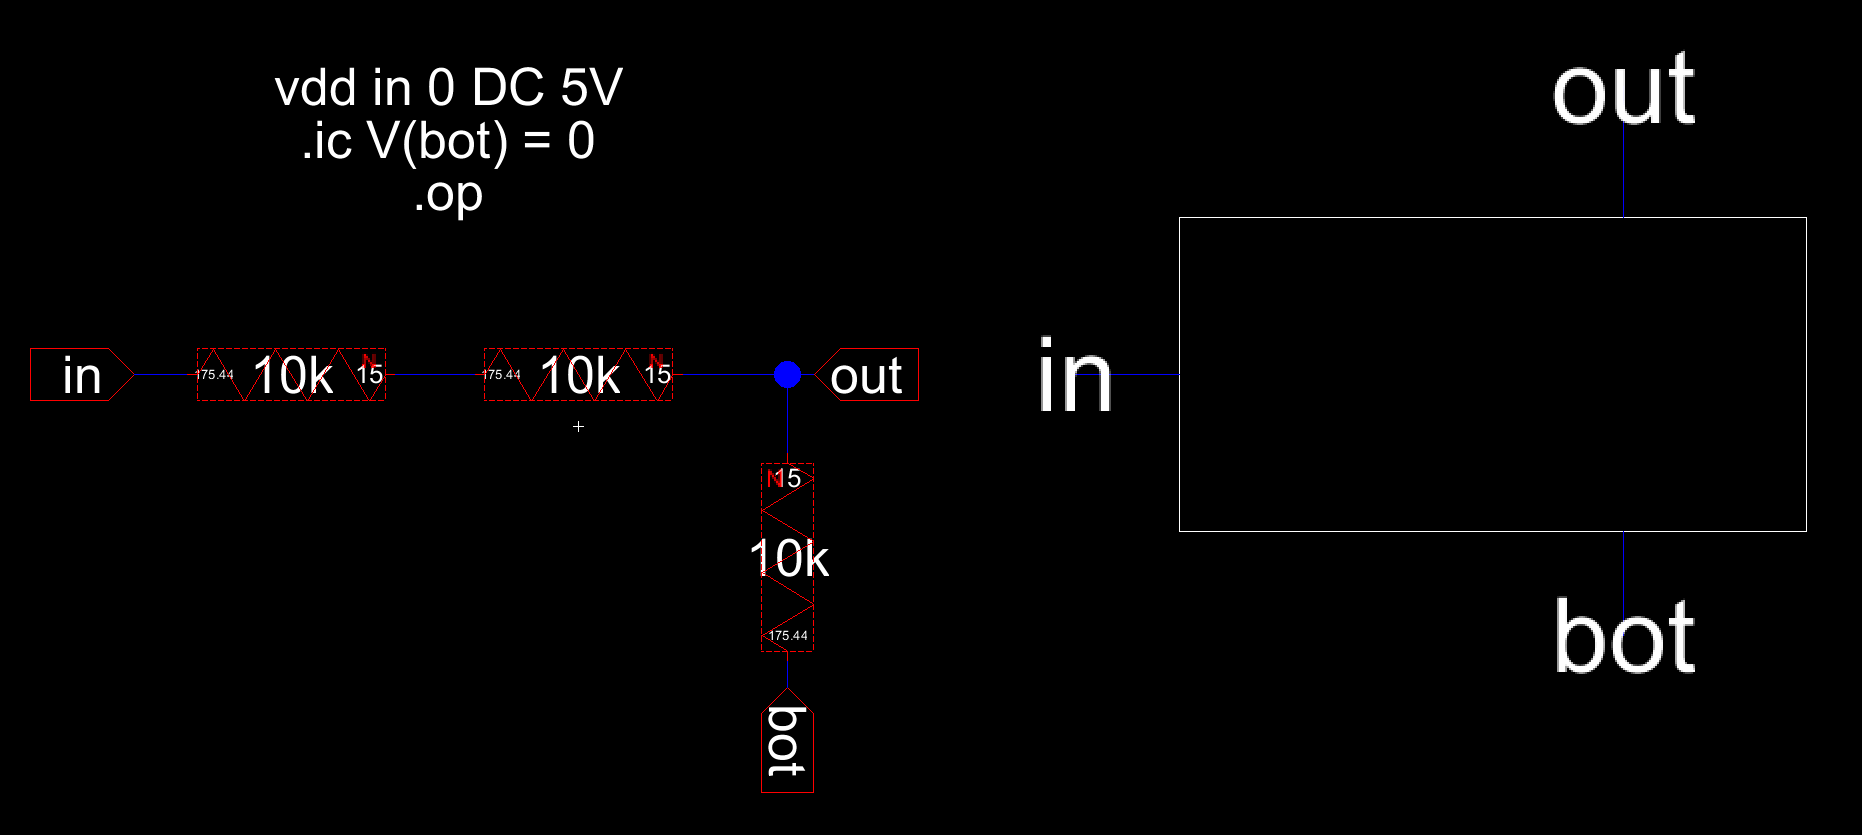 vdd in 0 DC 5V
.ic V(bot) = 0
.op
out
in
175.44
10k
N
15
175.44
10k
N
15
out
in
N
15
10k
175.44
bot
bot